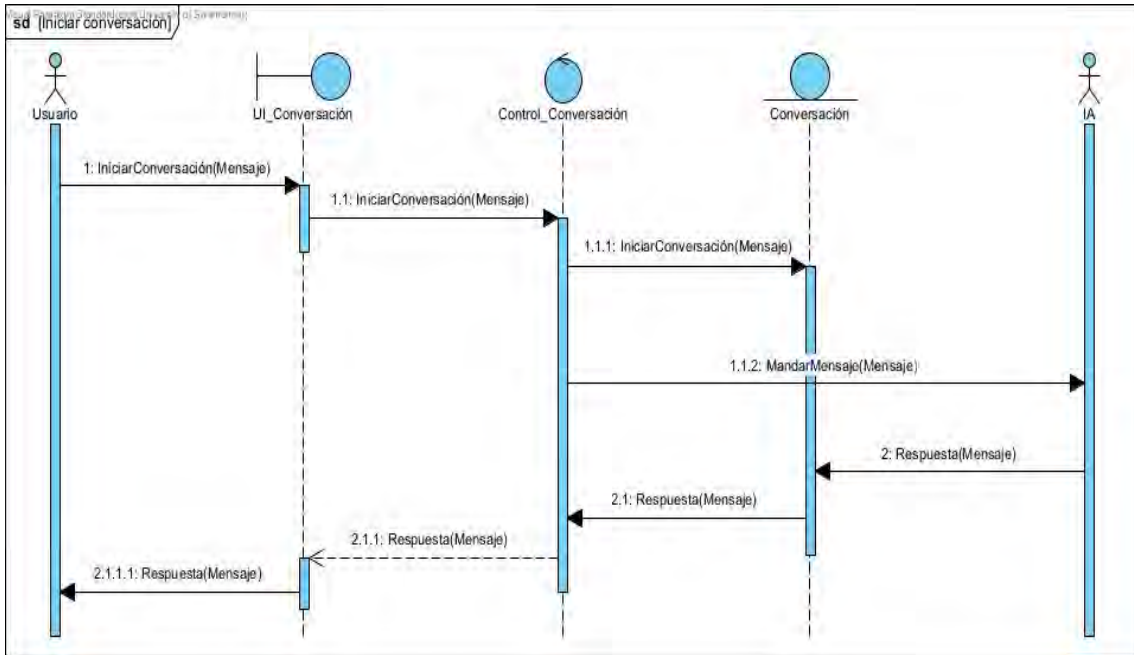 sd [Iniciar conversación]
Usuario
UI_Conversación
Control_Conversación
Conversación
IA
1: IniciarConversación(Mensaje)
1.1: IniciarConversación(Mensaje)
1.1.1: IniciarConversación(Mensaje)
1.1.2: MandarMensaje(Mensaje)
2: Respuesta(Mensaje)
2.1: Respuesta(Mensaje)
2.1.1: Respuesta(Mensaje)
2.1.1.1: Respuesta(Mensaje)